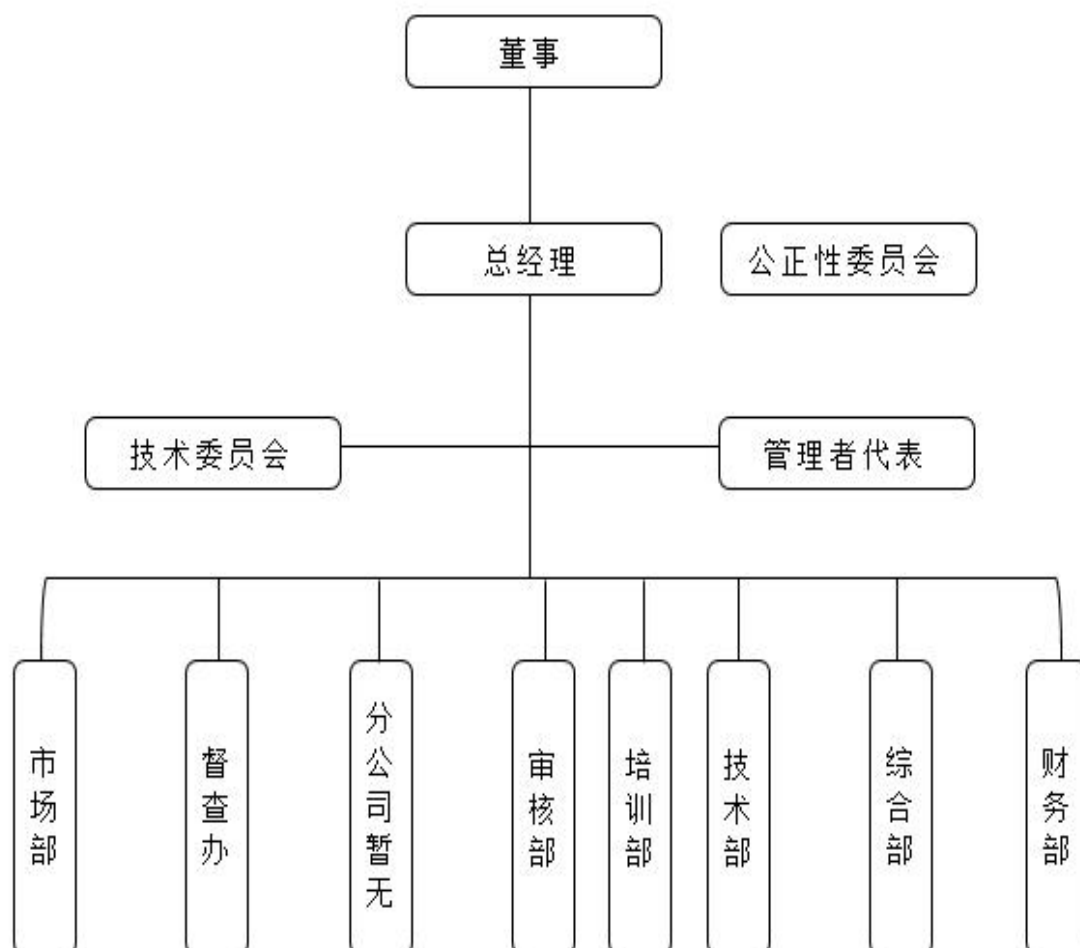 董事
总经理
公正性委员会
技术委员会
管理者代表
市场部
督查办
分公司暂无
审核部
培训部
技术部
综合部
财务部